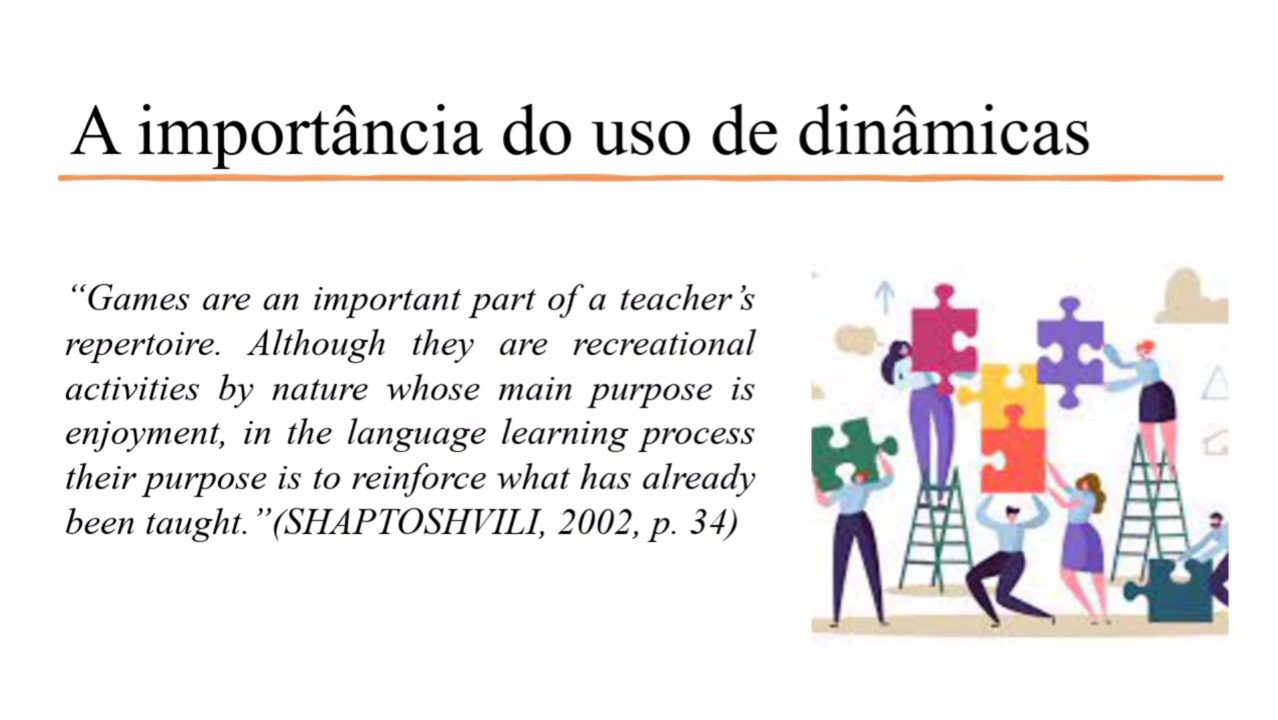 A importância do uso de dinâmicas
“Games are an important part of a teacher’s
repertoire. Although they are recreational
activities by nature whose main purpose is
enjoyment, in the language learning process
their purpose is to reinforce what has already
been taught.”(SHAPTOSHVILI, 2002, p. 34)